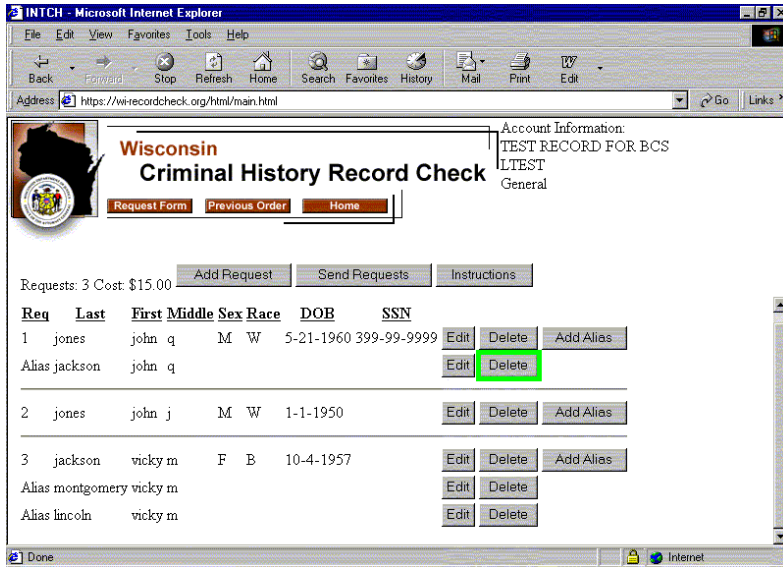 INTCH - Microsoft Internet Explorer
File Edit View Favorites Tools Help
Back Forward Stop Refresh Home Search Favorites History Mail Print Edit
Address https://wi-recordcheck.org/html/main.html Go Links
Wisconsin
Criminal History Record Check
Account Information:
TEST RECORD FOR BCS
LTEST
General
Request Form Previous Order Home
Requests: 3 Cost: $15.00 Add Request Send Requests Instructions
Req Last First Middle Sex Race DOB SSN
1 jones john q M W 5-21-1960 399-99-9999 Edit Delete Add Alias
Alias jackson john q Edit Delete
2 jones john j M W 1-1-1950 Edit Delete Add Alias
3 jackson vicky m F B 10-4-1957 Edit Delete Add Alias
Alias montgomery vicky m Edit Delete
Alias lincoln vicky m Edit Delete
Done Internet